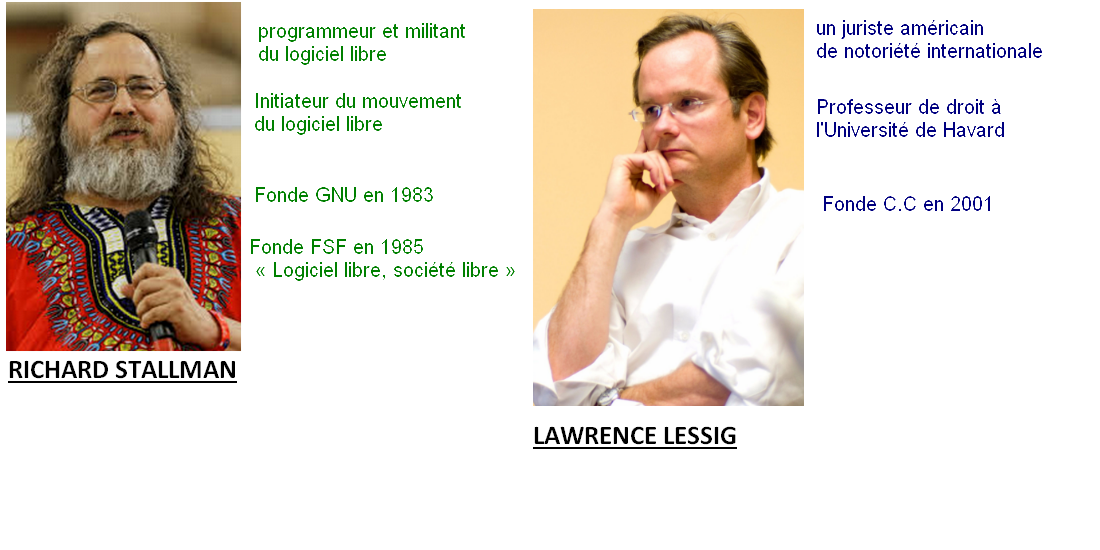 programmeur et militant
du logiciel libre
Initiateur du mouvement
du logiciel libre
Fonde GNU en 1983
Fonde FSF en 1985
« Logiciel libre, société libre »
RICHARD STALLMAN
un juriste américain
de notoriété internationale
Professeur de droit à
l'Université de Havard
Fonde C.C en 2001
LAWRENCE LESSIG